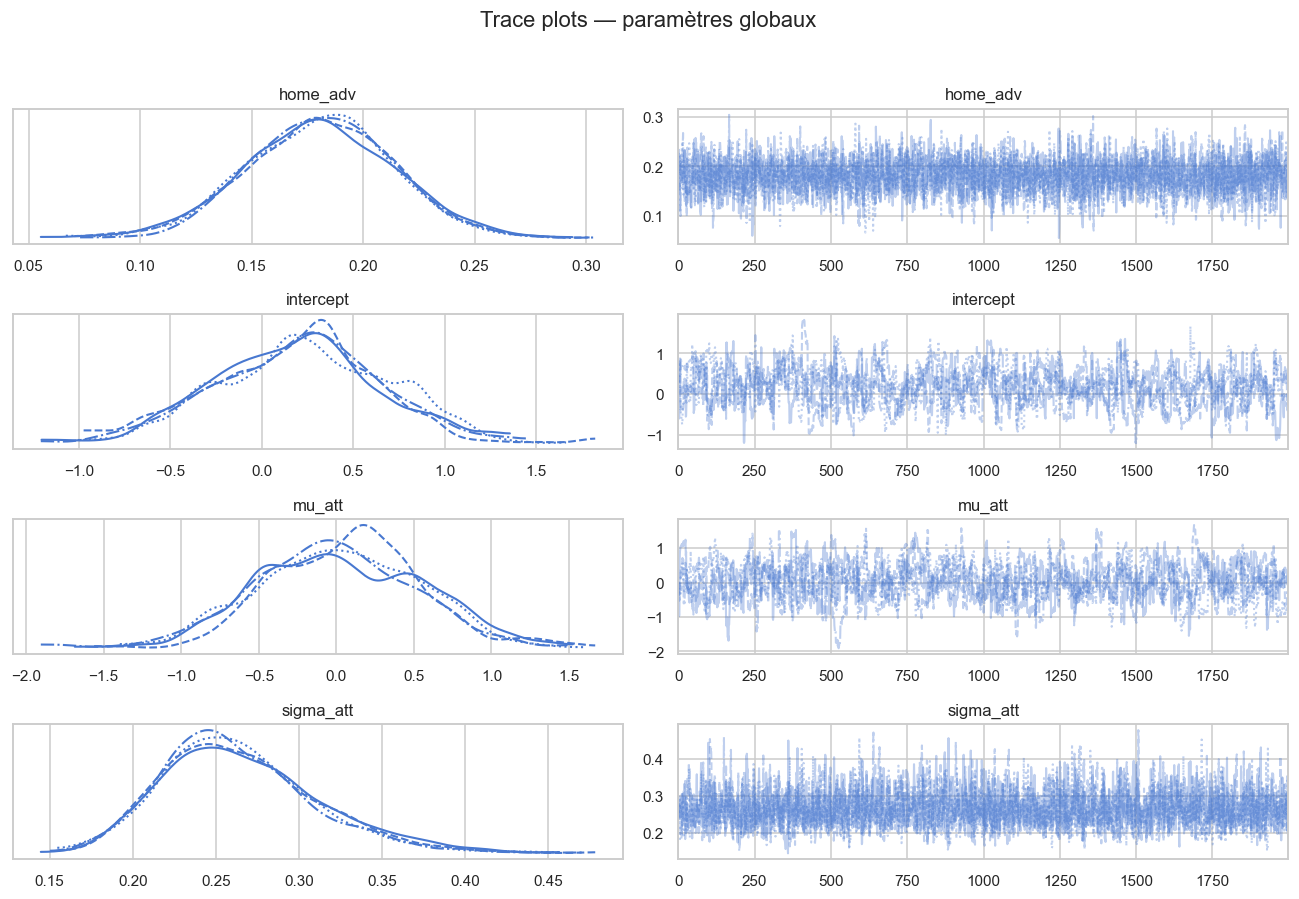 Trace plots — paramètres globaux
home_adv
home_adv
0.05 0.10 0.15 0.20 0.25 0.30
0.3
0.2
0.1
0 250 500 750 1000 1250 1500 1750
intercept
intercept
−1.0 −0.5 0.0 0.5 1.0 1.5
1
0
−1
0 250 500 750 1000 1250 1500 1750
mu_att
mu_att
−2.0 −1.5 −1.0 −0.5 0.0 0.5 1.0 1.5
1
0
−1
−2
0 250 500 750 1000 1250 1500 1750
sigma_att
sigma_att
0.15 0.20 0.25 0.30 0.35 0.40 0.45
0.4
0.3
0.2
0 250 500 750 1000 1250 1500 1750